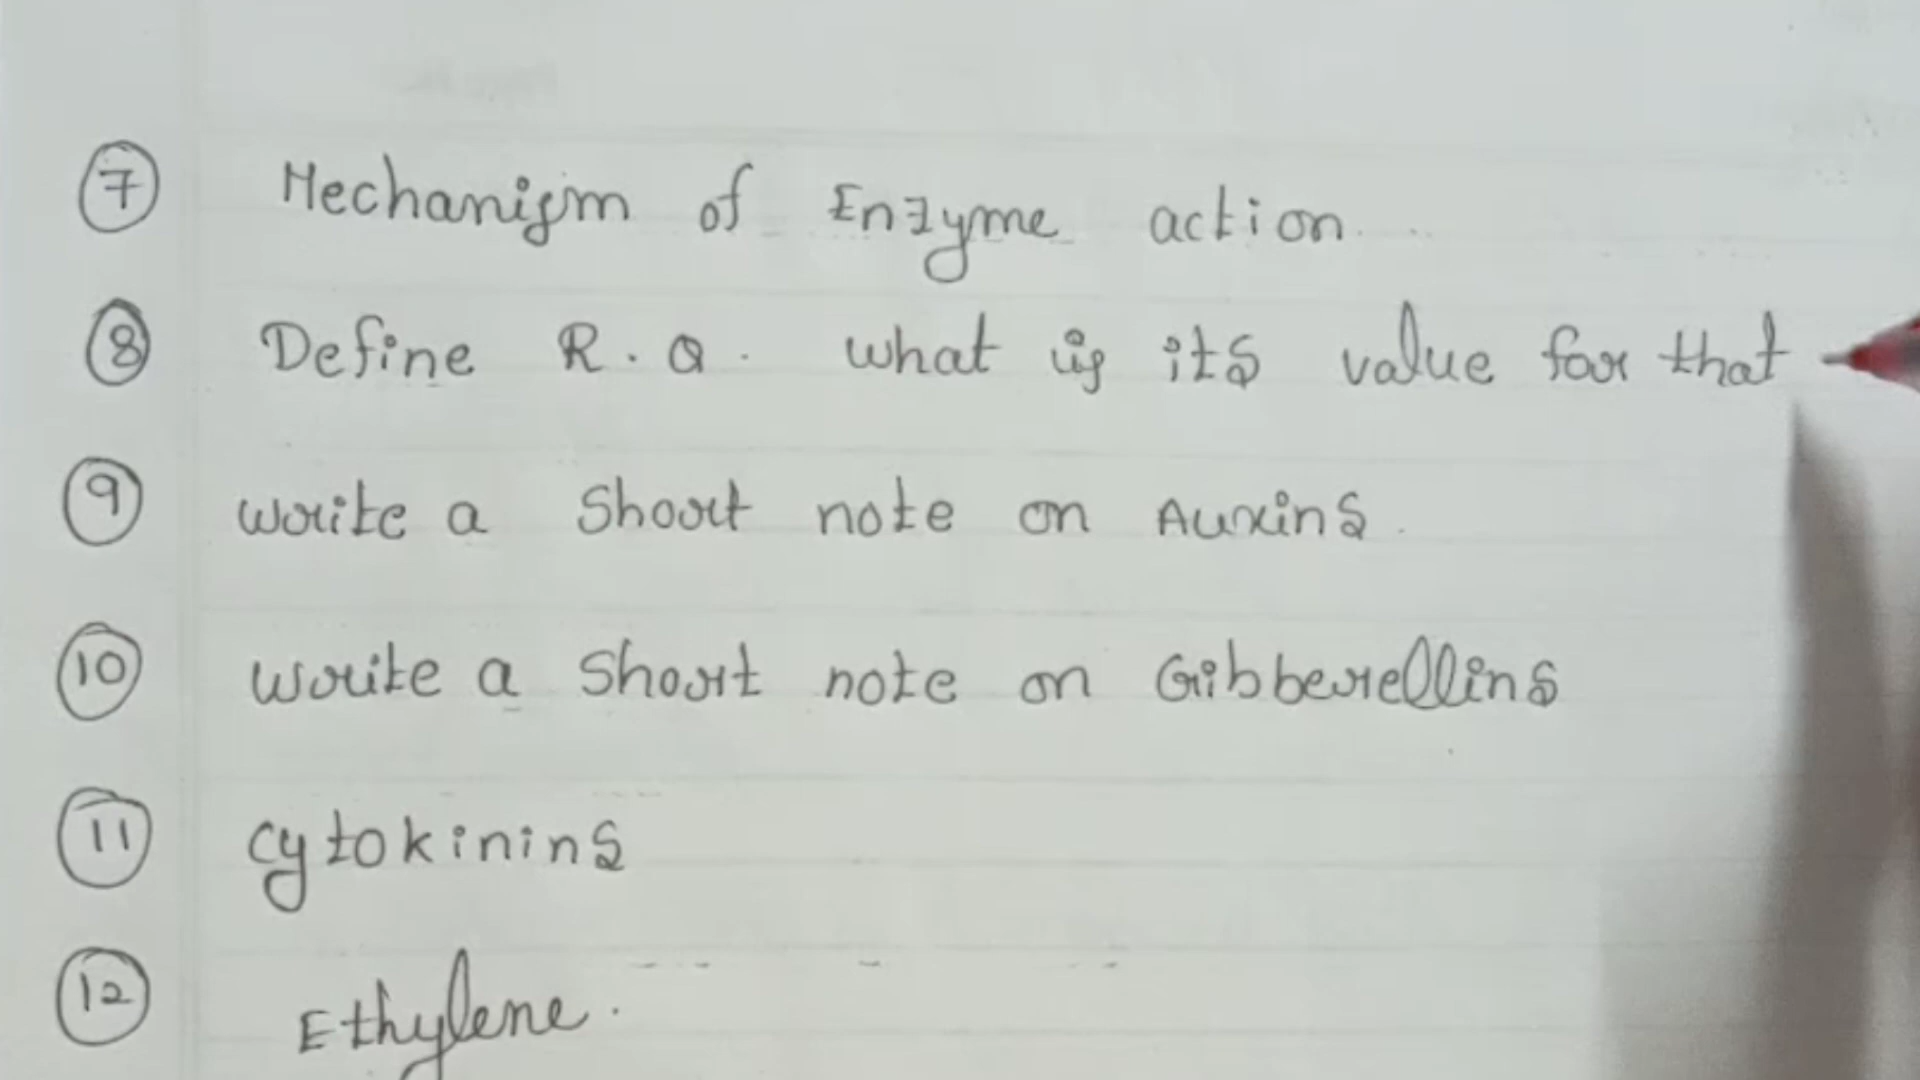 7 Mechanism of Enzyme action.
8 Define R.Q. what is its value for that
9 write a Short note on Auxins.
10 write a Short note on Gibberellins
11 cytokinins
12 Ethylene.